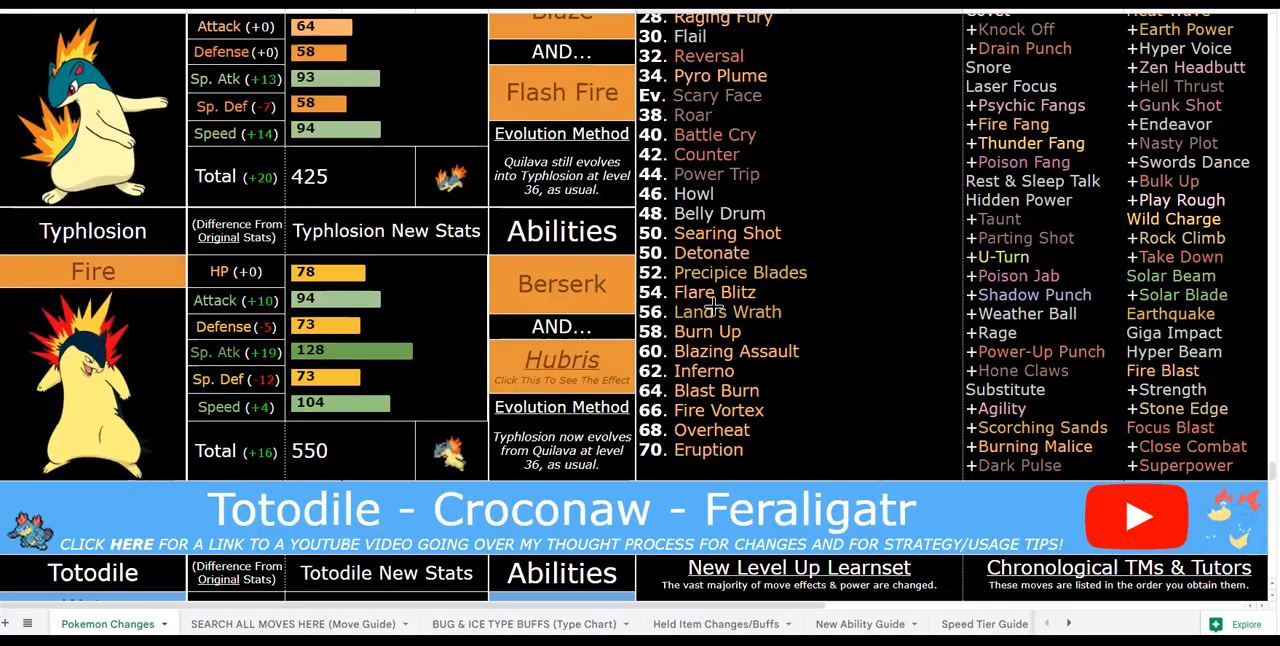 Attack (+0) 64
Defense (+0) 58
Sp. Atk (+13) 93
Sp. Def (-7) 58
Speed (+14) 94
Total (+20) 425
Blaze
AND...
Flash Fire
Evolution Method
Quilava still evolves
into Typhlosion at level
36, as usual.
Typhlosion
(Difference From
Original Stats)
Typhlosion New Stats
Abilities
Fire
HP (+0) 78
Attack (+10) 94
Defense (-5) 73
Sp. Atk (+19) 128
Sp. Def (-12) 73
Speed (+4) 104
Total (+16) 550
Berserk
AND...
Hubris
Click This To See The Effect
Evolution Method
Typhlosion now evolves
from Quilava at level
36, as usual.
28. Raging Fury
30. Flail
32. Reversal
34. Pyro Plume
Ev. Scary Face
38. Roar
40. Battle Cry
42. Counter
44. Power Trip
46. Howl
48. Belly Drum
50. Searing Shot
50. Detonate
52. Precipice Blades
54. Flare Blitz
56. Land's Wrath
58. Burn Up
60. Blazing Assault
62. Inferno
64. Blast Burn
66. Fire Vortex
68. Overheat
70. Eruption
Covet
+Knock Off
+Drain Punch
Snore
Laser Focus
+Psychic Fangs
+Fire Fang
+Thunder Fang
+Poison Fang
Rest & Sleep Talk
Hidden Power
+Taunt
+Parting Shot
+U-Turn
+Poison Jab
+Shadow Punch
+Weather Ball
+Rage
+Power-Up Punch
+Hone Claws
Substitute
+Agility
+Scorching Sands
+Burning Malice
+Dark Pulse
Heat Wave
+Earth Power
+Hyper Voice
+Zen Headbutt
+Hell Thrust
+Gunk Shot
+Endeavor
+Nasty Plot
+Swords Dance
+Bulk Up
+Play Rough
Wild Charge
+Rock Climb
+Take Down
Solar Beam
+Solar Blade
Earthquake
Giga Impact
Hyper Beam
Fire Blast
+Strength
+Stone Edge
Focus Blast
+Close Combat
+Superpower
Totodile - Croconaw - Feraligatr
CLICK HERE FOR A LINK TO A YOUTUBE VIDEO GOING OVER MY THOUGHT PROCESS FOR CHANGES AND FOR STRATEGY/USAGE TIPS!
Totodile
(Difference From
Original Stats)
Totodile New Stats
Abilities
New Level Up Learnset
The vast majority of move effects & power are changed.
Chronological TMs & Tutors
These moves are listed in the order you obtain them.
Pokemon Changes
SEARCH ALL MOVES HERE (Move Guide)
BUG & ICE TYPE BUFFS (Type Chart)
Held Item Changes/Buffs
New Ability Guide
Speed Tier Guide
Explore